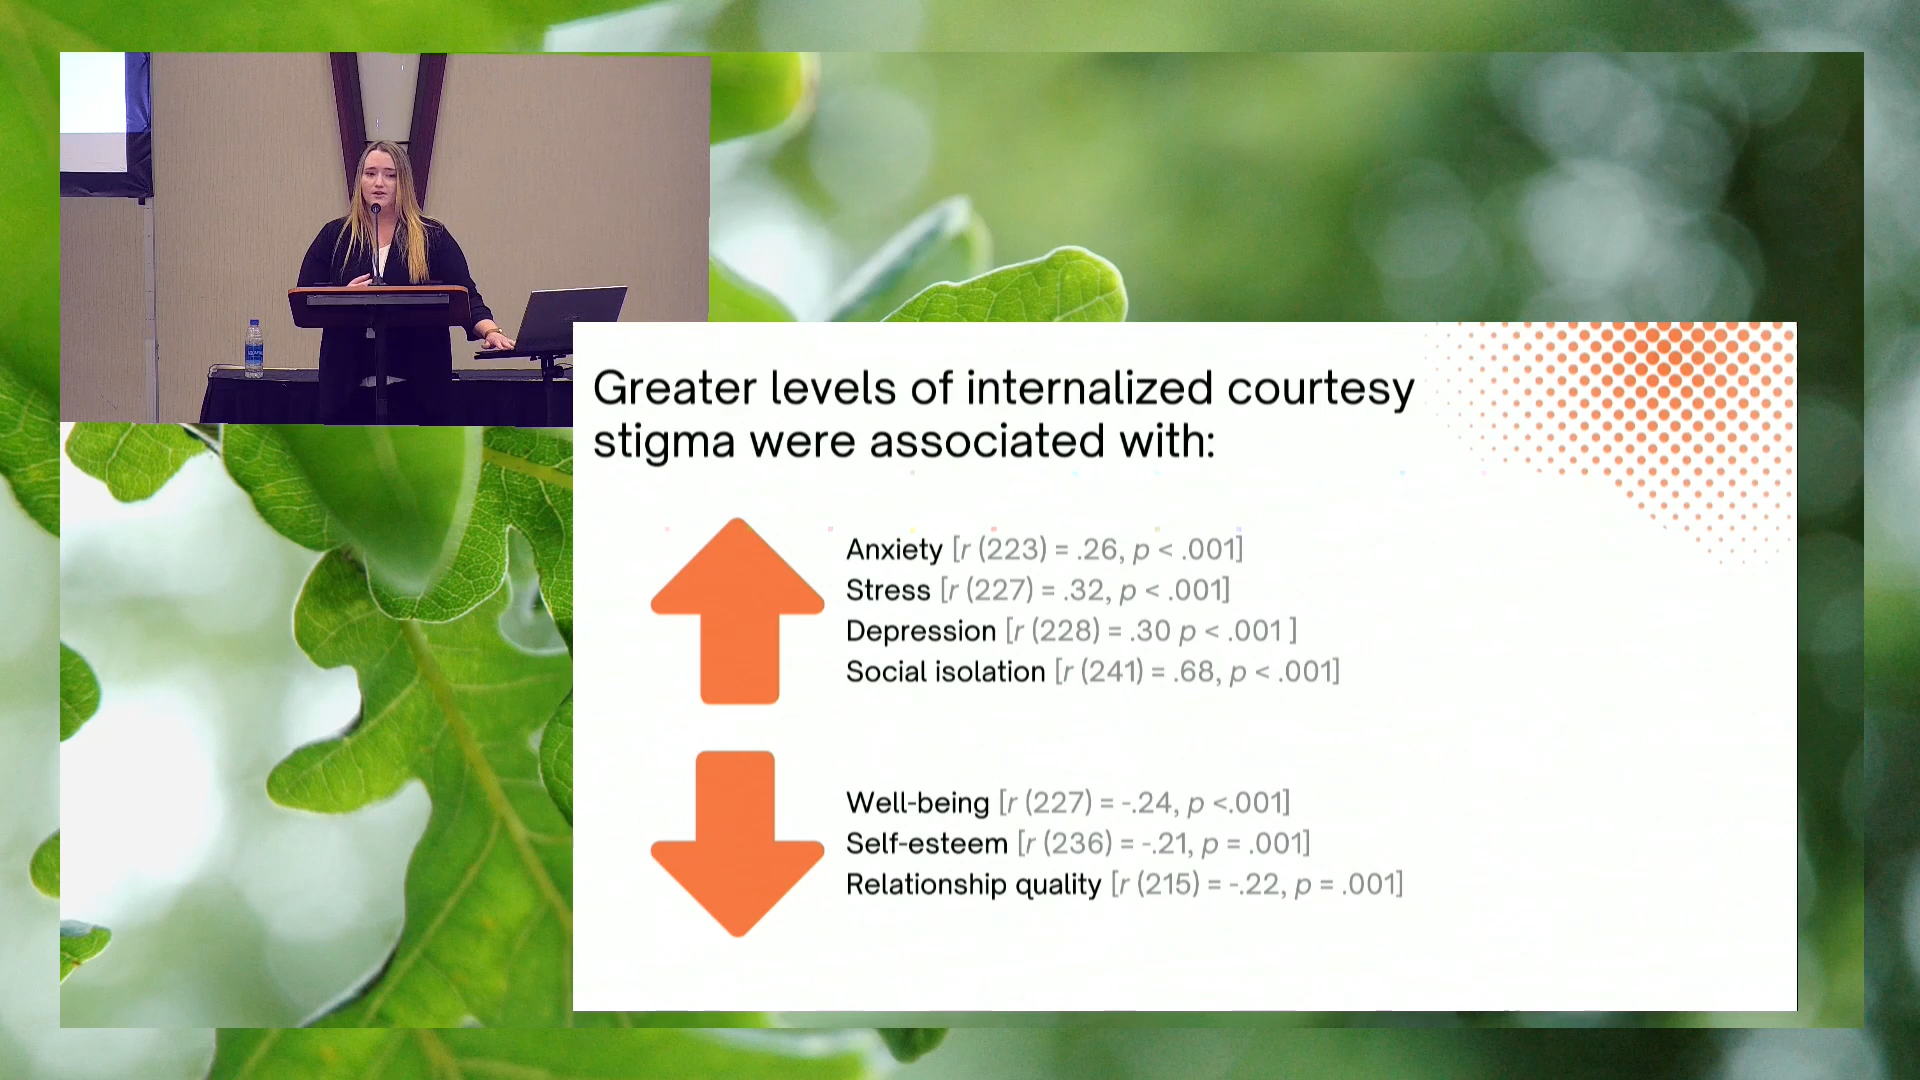 Greater levels of internalized courtesy
stigma were associated with:
Anxiety [r (223) = .26, p < .001]
Stress [r (227) = .32, p < .001]
Depression [r (228) = .30 p < .001 ]
Social isolation [r (241) = .68, p < .001]
Well-being [r (227) = -.24, p <.001]
Self-esteem [r (236) = -.21, p = .001]
Relationship quality [r (215) = -.22, p = .001]